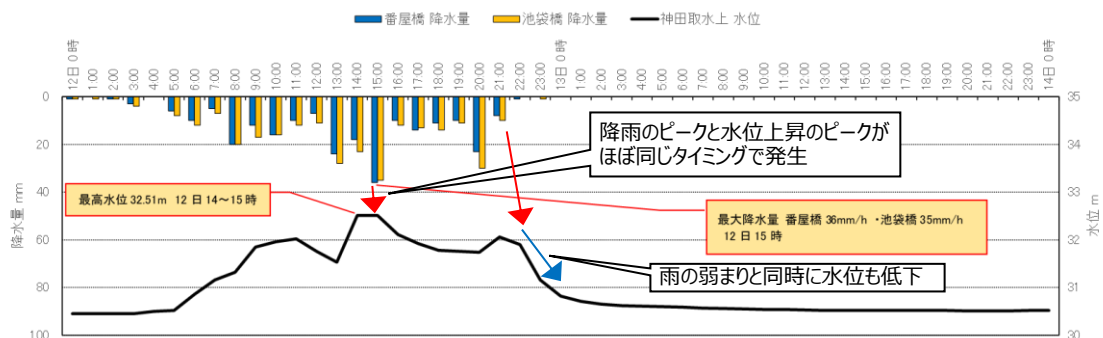 番屋橋 降水量 池袋橋 降水量 神田取水上 水位
12日 0時 1:00 2:00 3:00 4:00 5:00 6:00 7:00 8:00 9:00 10:00 11:00 12:00 13:00 14:00 15:00 16:00 17:00 18:00 19:00 20:00 21:00 22:00 23:00 13日 0時 1:00 2:00 3:00 4:00 5:00 6:00 7:00 8:00 9:00 10:00 11:00 12:00 13:00 14:00 15:00 16:00 17:00 18:00 19:00 20:00 21:00 22:00 23:00 14日 0時
0 35
20 34
40 33
60 32
80 31
100 30
降水量 mm
水位 m
降雨のピークと水位上昇のピークが
ほぼ同じタイミングで発生
最高水位 32.51m 12 日 14～15 時
最大降水量 番屋橋 36mm/h ・池袋橋 35mm/h
12 日 15 時
雨の弱まりと同時に水位も低下